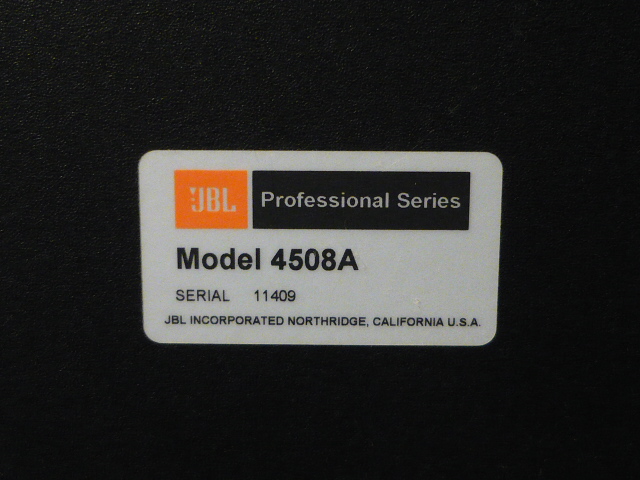 JBL Professional Series
Model 4508A
SERIAL 11409
JBL INCORPORATED NORTHRIDGE, CALIFORNIA U.S.A.